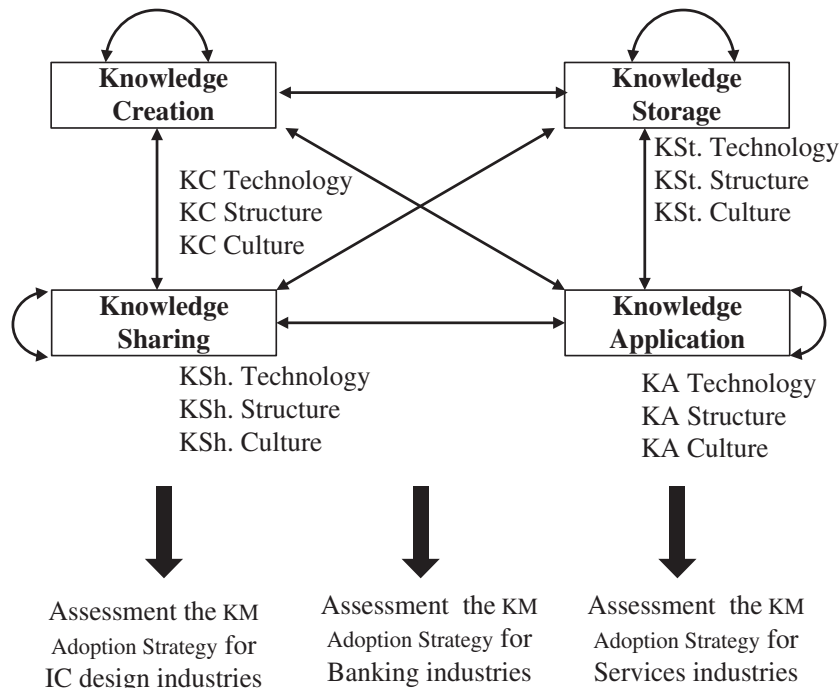 Knowledge
Creation
Knowledge
Storage
KC Technology
KC Structure
KC Culture
KSt. Technology
KSt. Structure
KSt. Culture
Knowledge
Sharing
Knowledge
Application
KSh. Technology
KSh. Structure
KSh. Culture
KA Technology
KA Structure
KA Culture
Assessment the KM
Adoption Strategy for
IC design industries
Assessment the KM
Adoption Strategy for
Banking industries
Assessment the KM
Adoption Strategy for
Services industries